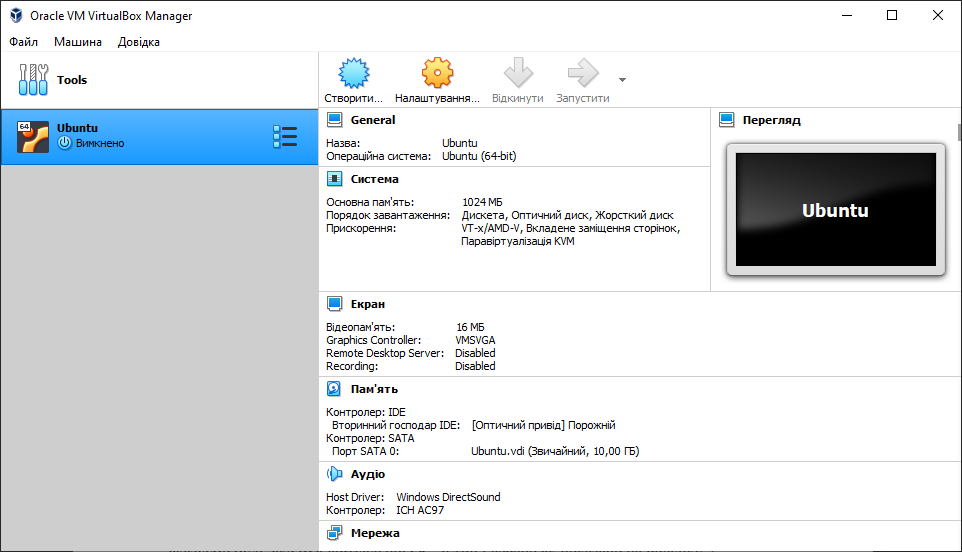 Oracle VM VirtualBox Manager
Файл Машина Довідка
Tools
Створити... Налаштування... Відкинути Запустити
64
Ubuntu
Вимкнено
General
Назва: Ubuntu
Операційна система: Ubuntu (64-bit)
Перегляд
Ubuntu
Система
Основна пам'ять: 1024 МБ
Порядок завантаження: Дискета, Оптичний диск, Жорсткий диск
Прискорення: VT-x/AMD-V, Вкладене заміщення сторінок,
Паравіртуалізація KVM
Екран
Відеопам'ять: 16 МБ
Graphics Controller: VMSVGA
Remote Desktop Server: Disabled
Recording: Disabled
Пам'ять
Контролер: IDE
Вторинний господар IDE: [Оптичний привід] Порожній
Контролер: SATA
Порт SATA 0: Ubuntu.vdi (Звичайний, 10,00 ГБ)
Аудіо
Host Driver: Windows DirectSound
Контролер: ICH AC97
Мережа